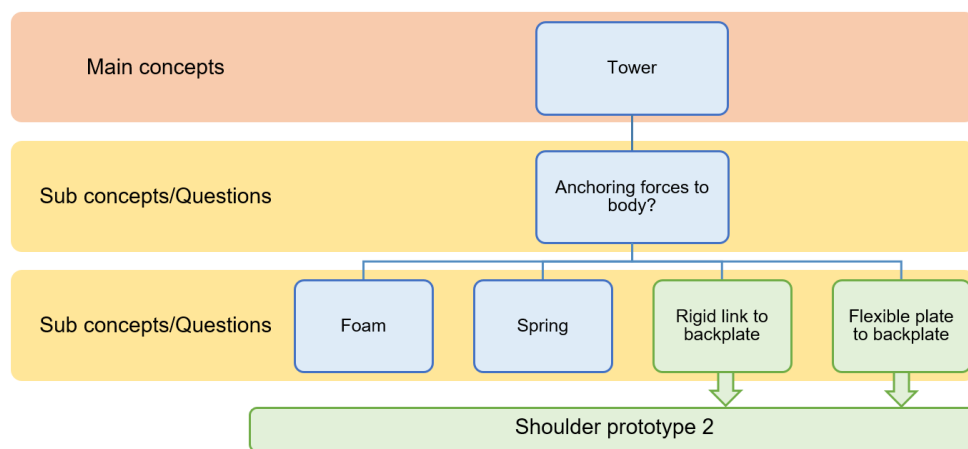 Main concepts
Tower
Sub concepts/Questions
Anchoring forces to
body?
Sub concepts/Questions
Foam
Spring
Rigid link to
backplate
Flexible plate
to backplate
Shoulder prototype 2